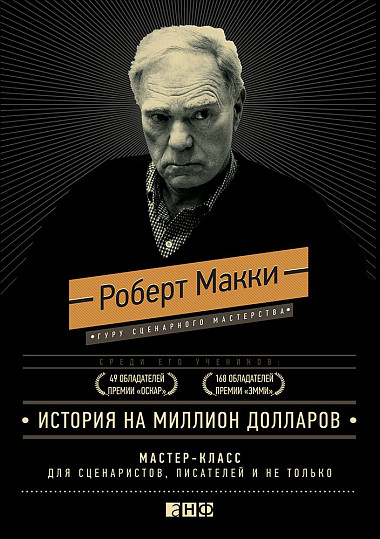 Роберт Макки
•ГУРУ СЦЕНАРНОГО МАСТЕРСТВА•
СРЕДИ ЕГО УЧЕНИКОВ:
49 ОБЛАДАТЕЛЕЙ
ПРЕМИИ «ОСКАР»
160 ОБЛАДАТЕЛЕЙ
ПРЕМИИ «ЭММИ»
• ИСТОРИЯ НА МИЛЛИОН ДОЛЛАРОВ •
МАСТЕР-КЛАСС
ДЛЯ СЦЕНАРИСТОВ, ПИСАТЕЛЕЙ И НЕ ТОЛЬКО
АНФ